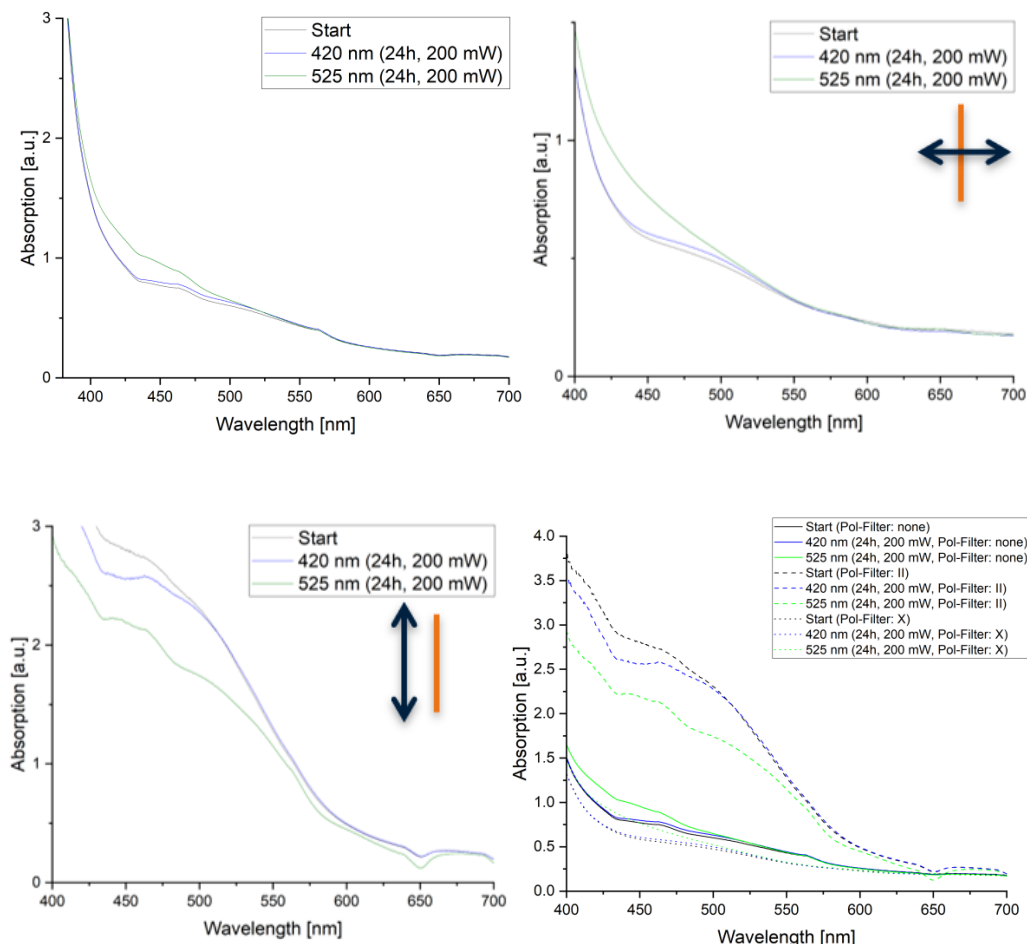 Start
420 nm (24h, 200 mW)
525 nm (24h, 200 mW)
3
2
1
0
Absorption [a.u.]
400 450 500 550 600 650 700
Wavelength [nm]
Start
420 nm (24h, 200 mW)
525 nm (24h, 200 mW)
1
1
0
Absorption [a.u.]
400 450 500 550 600 650 700
Wavelength [nm]
Start
420 nm (24h, 200 mW)
525 nm (24h, 200 mW)
3
2
2
1
0
0
Absorption [a.u.]
400 450 500 550 600 650 700
Wavelength [nm]
Start (Pol-Filter: none)
420 nm (24h, 200 mW, Pol-Filter: none)
525 nm (24h, 200 mW, Pol-Filter: none)
Start (Pol-Filter: II)
420 nm (24h, 200 mW, Pol-Filter: II)
525 nm (24h, 200 mW, Pol-Filter: II)
Start (Pol-Filter: X)
420 nm (24h, 200 mW, Pol-Filter: X)
525 nm (24h, 200 mW, Pol-Filter: X)
4.0
3.5
3.0
2.5
2.0
1.5
1.0
0.5
0.0
Absorption [a.u.]
400 450 500 550 600 650 700
Wavelength [nm]